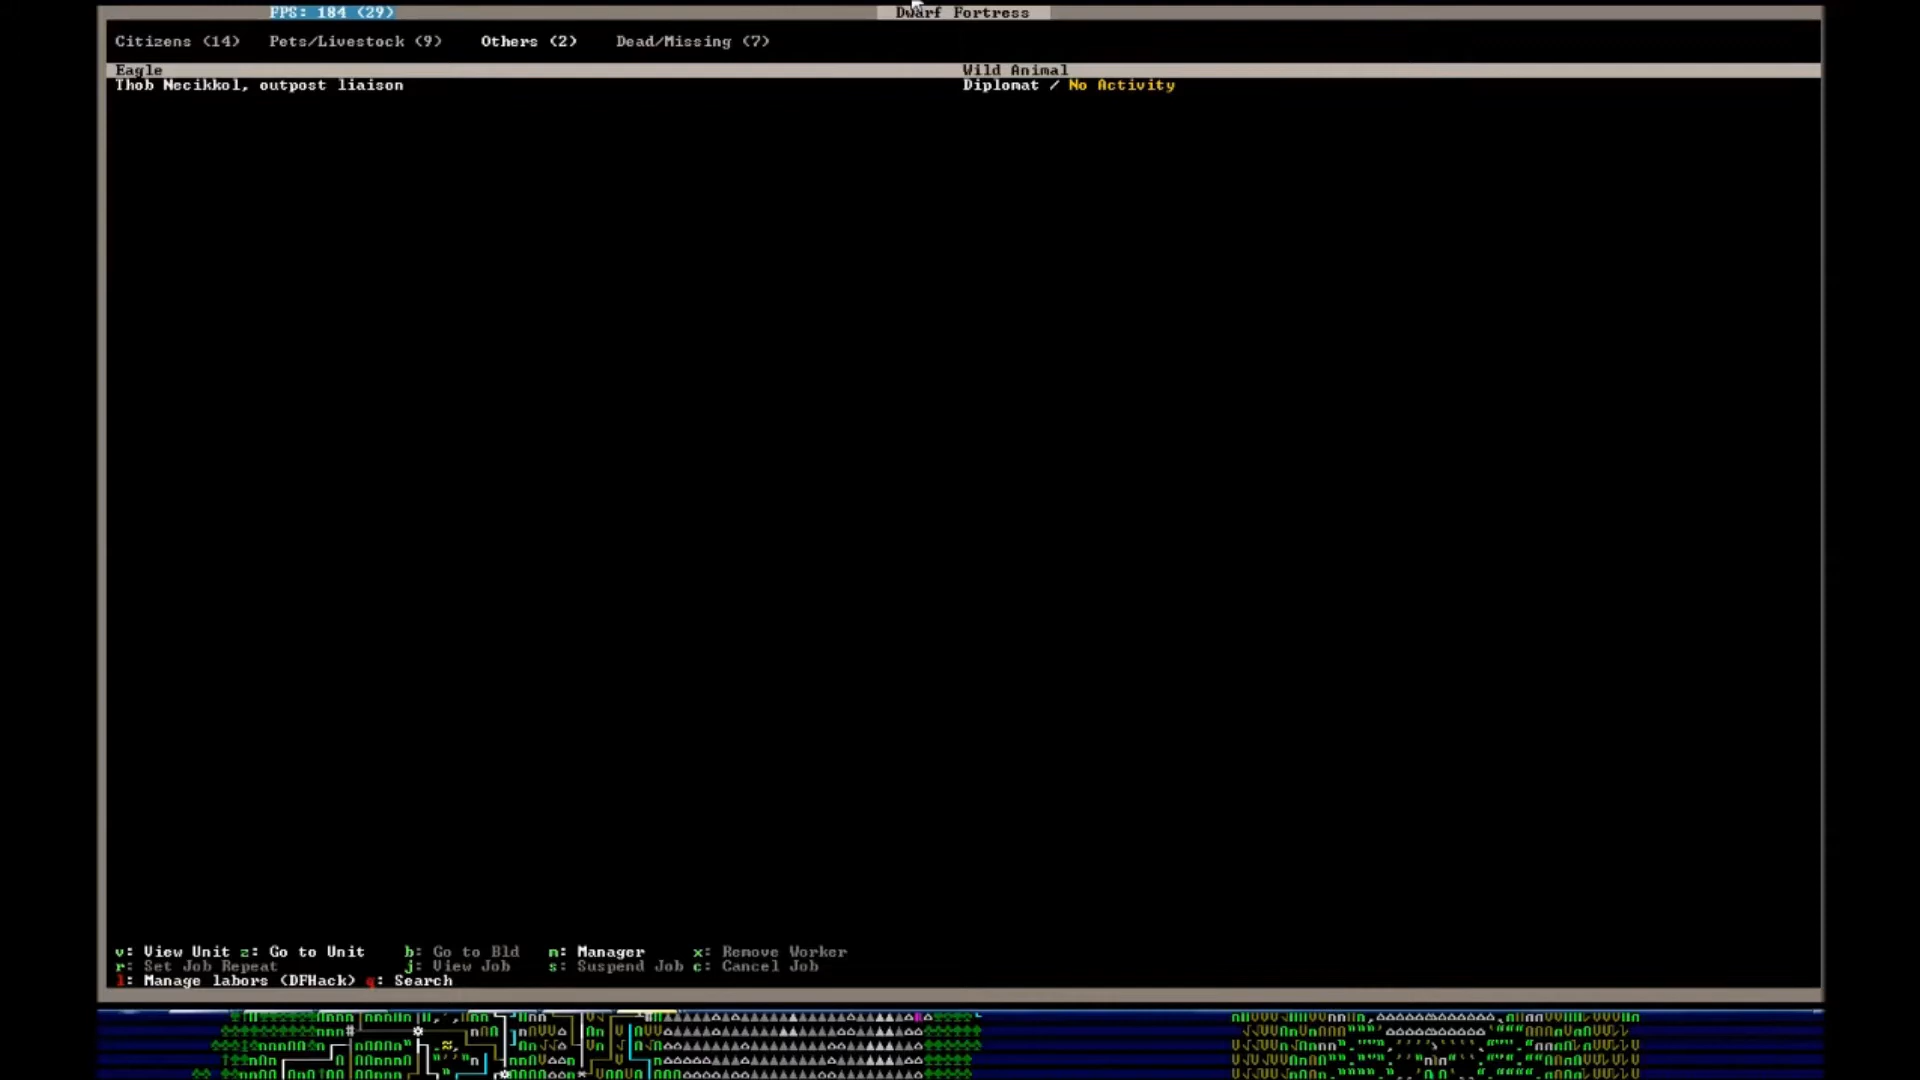 FPS: 184 (29)
Dwarf Fortress
Citizens (14) Pets/Livestock (9) Others (2) Dead/Missing (7)
Eagle Wild Animal
Thob Necikkol, outpost liaison Diplomat / No Activity
v: View Unit z: Go to Unit b: Go to Bld m: Manager x: Remove Worker
r: Set Job Repeat j: View Job s: Suspend Job c: Cancel Job
l: Manage labors (DFHack) q: Search